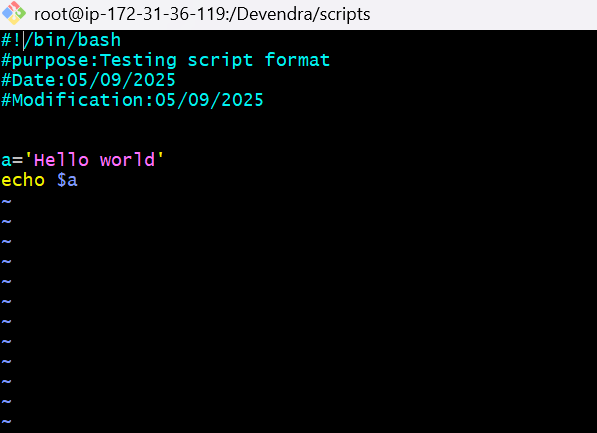 root@ip-172-31-36-119:/Devendra/scripts
#!/bin/bash
#purpose:Testing script format
#Date:05/09/2025
#Modification:05/09/2025
a='Hello world'
echo $a
~
~
~
~
~
~
~
~
~
~
~
~